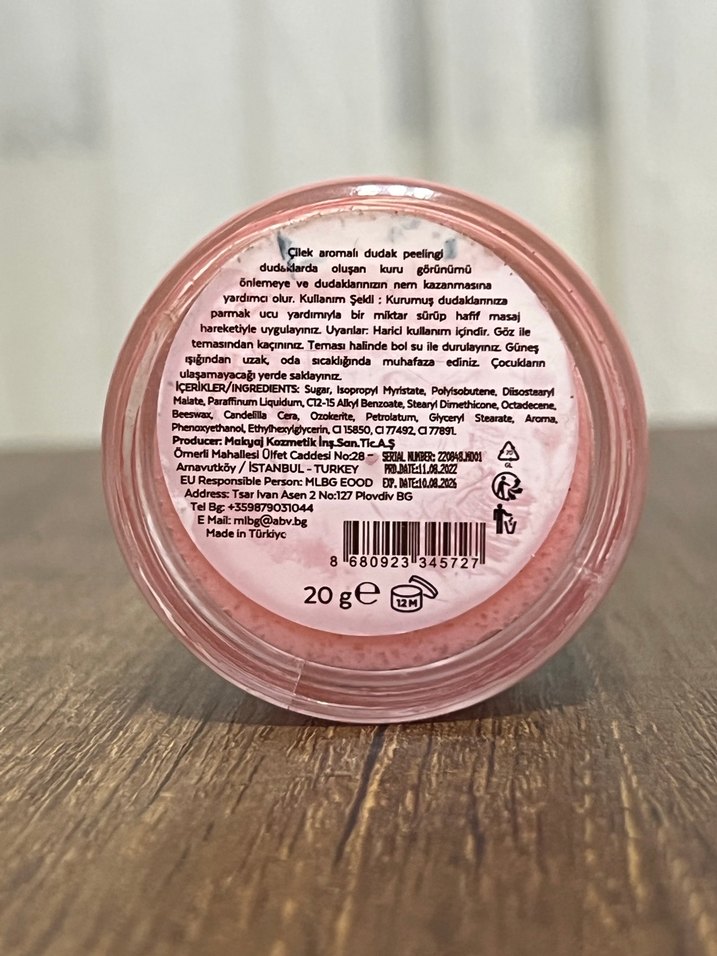 Çilek aromalı dudak peelingi
dudaklarda oluşan kuru görünümü
önlemeye ve dudaklarınızın nem kazanmasına
yardımcı olur. Kullanım Şekli ; Kurumuş dudaklarınıza
parmak ucu yardımıyla bir miktar sürüp hafif masaj
hareketiyle uygulayınız. Uyarılar: Harici kullanım içindir. Göz ile
temasından kaçınınız. Teması halinde bol su ile durulayınız. Güneş
ışığından uzak, oda sıcaklığında muhafaza ediniz. Çocukların
ulaşamayacağı yerde saklayınız.
İÇERİKLER/INGREDIENTS: Sugar, Isopropyl Myristate, Polyisobutene, Diisostearyl
Malate, Paraffinum Liquidum, C12-15 Alkyl Benzoate, Stearyl Dimethicone, Octadecene,
Beeswax, Candelilla Cera, Ozokerite, Petrolatum, Glyceryl Stearate, Aroma,
Phenoxyethanol, Ethylhexylglycerin, CI 15850, CI 77492, CI 77891.
Producer: Makyaj Kozmetik İnş.San.Tic.A.Ş
Ömerli Mahallesi Ülfet Caddesi No:28 –
Arnavutköy / İSTANBUL - TURKEY
EU Responsible Person: MLBG EOOD
Address: Tsar Ivan Asen 2 No:127 Plovdiv BG
Tel Bg: +359879031044
E Mail: mlbg@abv.bg
Made in Türkiye
SERIAL NUMBER: 220848.MD01
PRD.DATE:11.08.2022
EXP. DATE:10.08.2026
70
GL
8 680923 345727
20 g e
12M